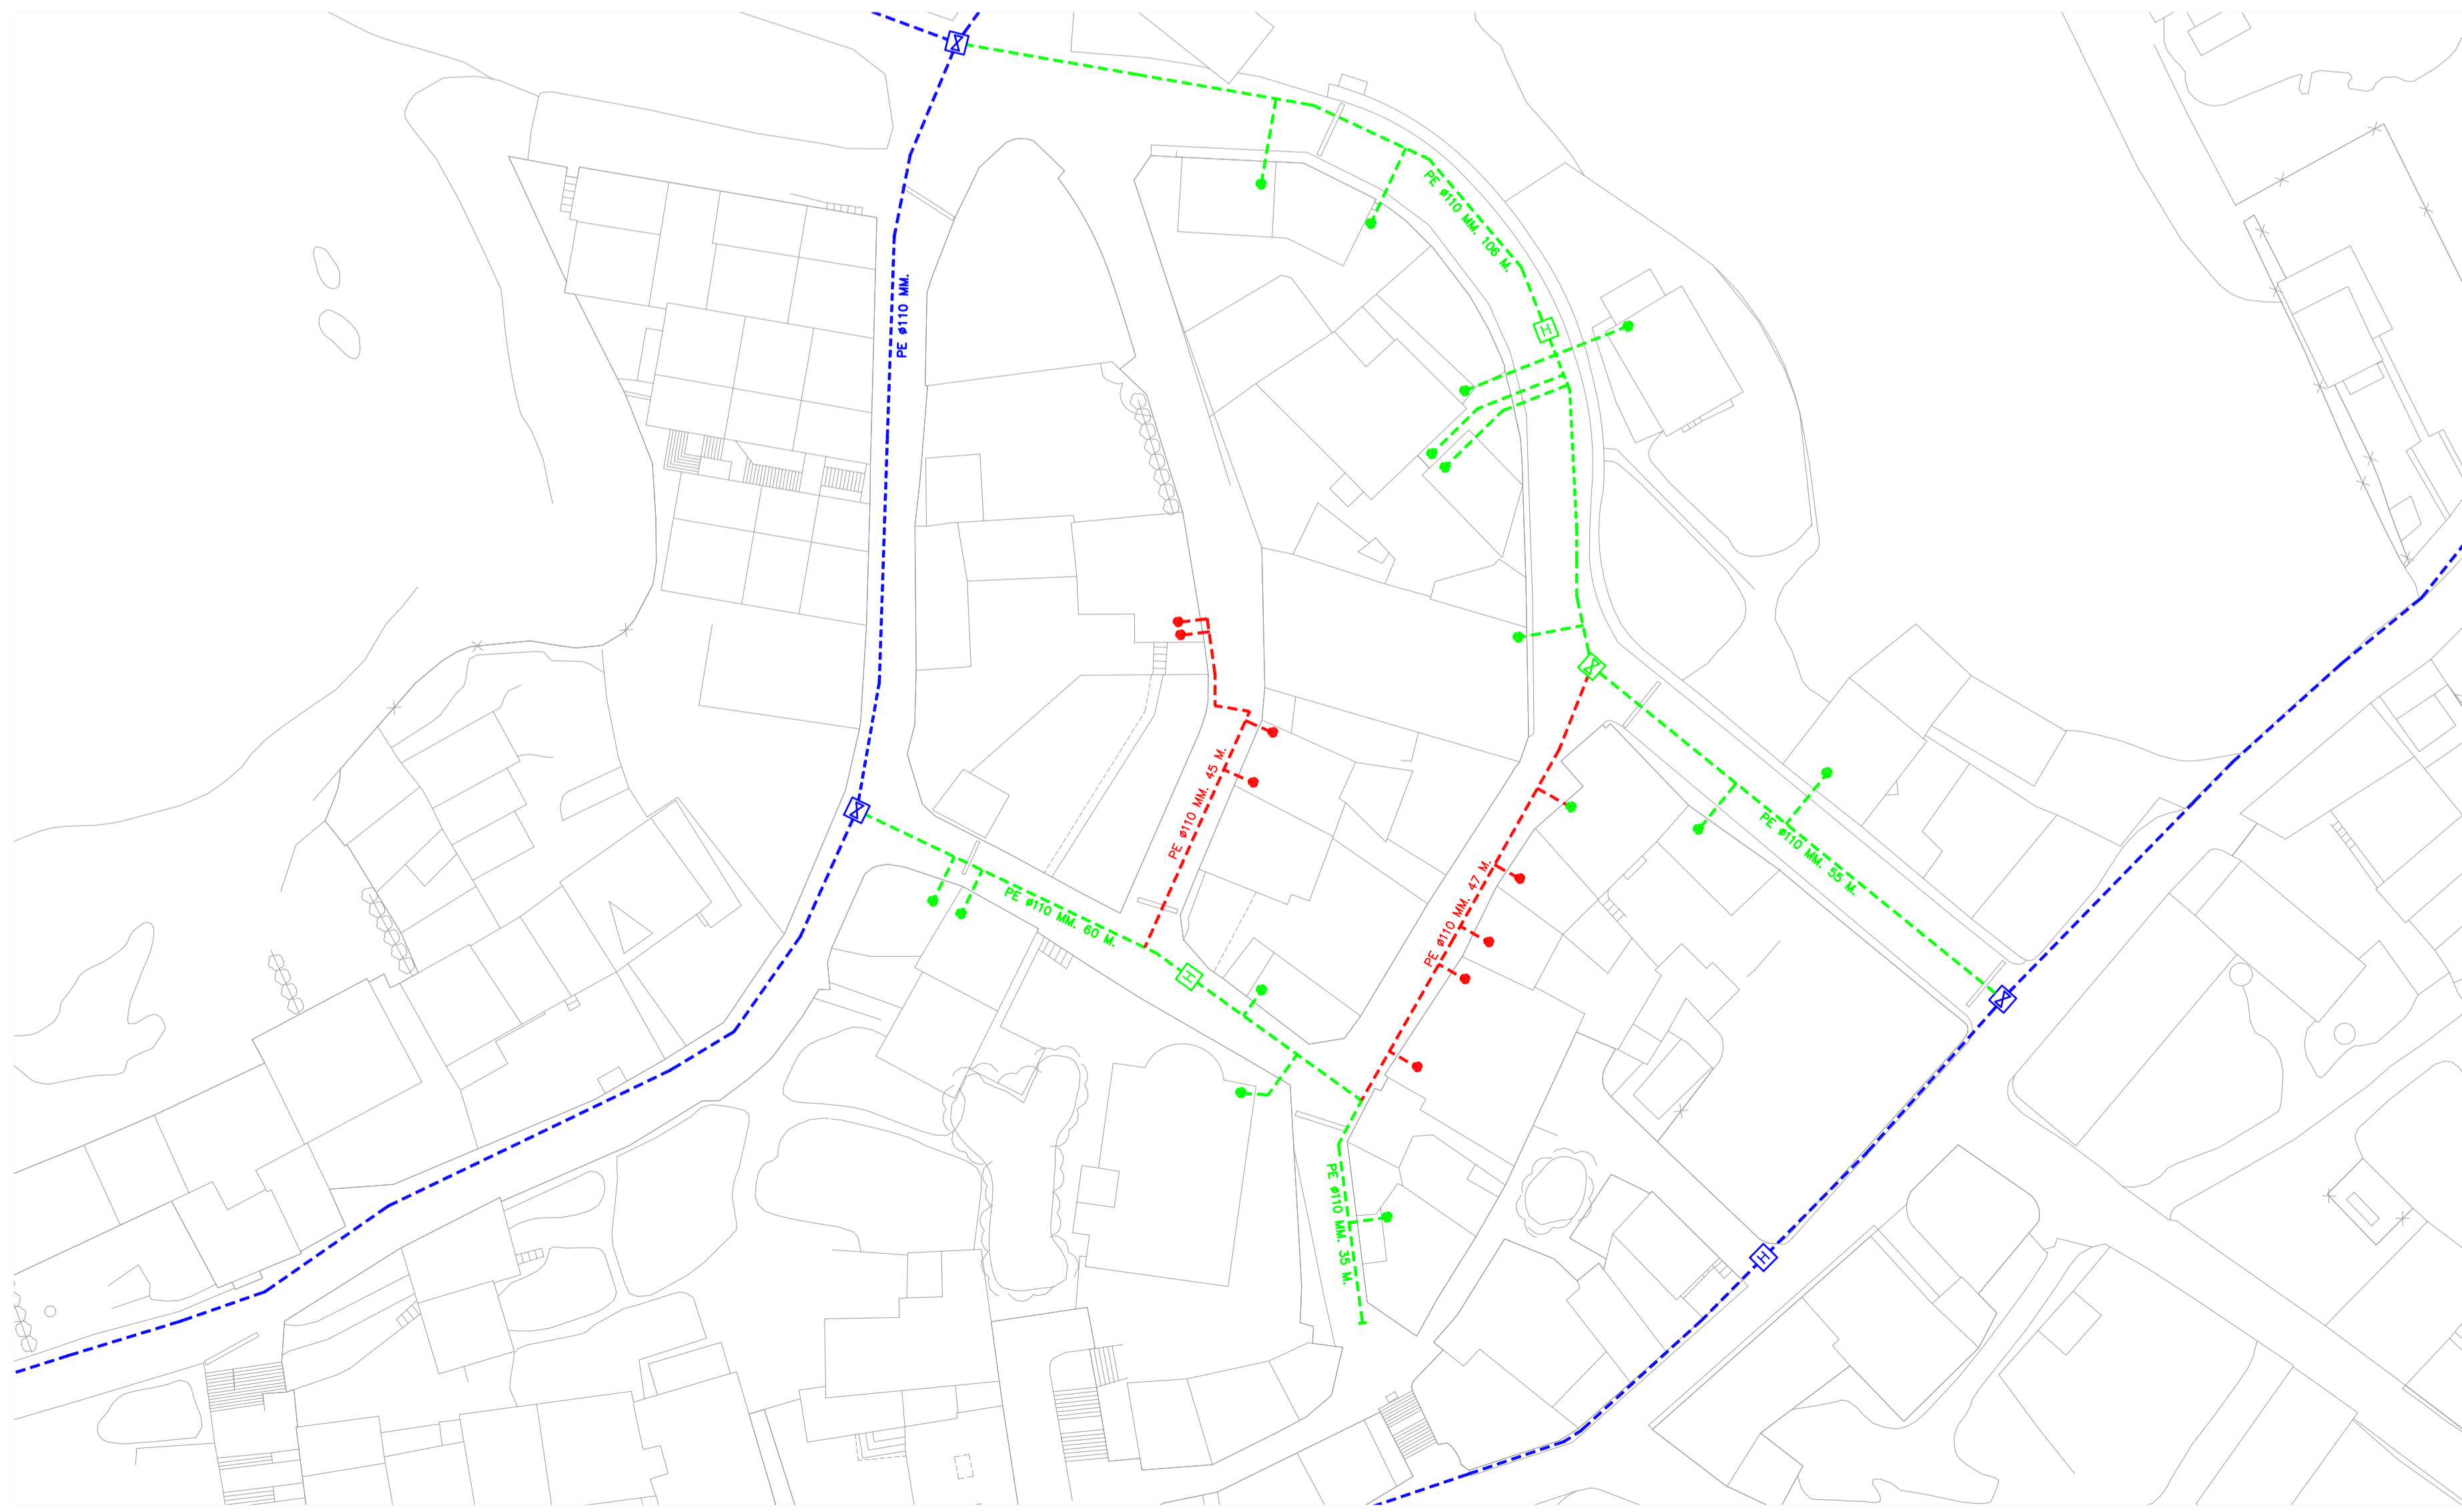 PE ø110 MM. 106 M.
PE ø110 MM.
PE ø110 MM. 45 M.
PE ø110 MM. 55 M.
PE ø110 MM. 47 M.
PE ø110 MM. 60 M.
PE ø110 MM. 35 M.
H
H
H